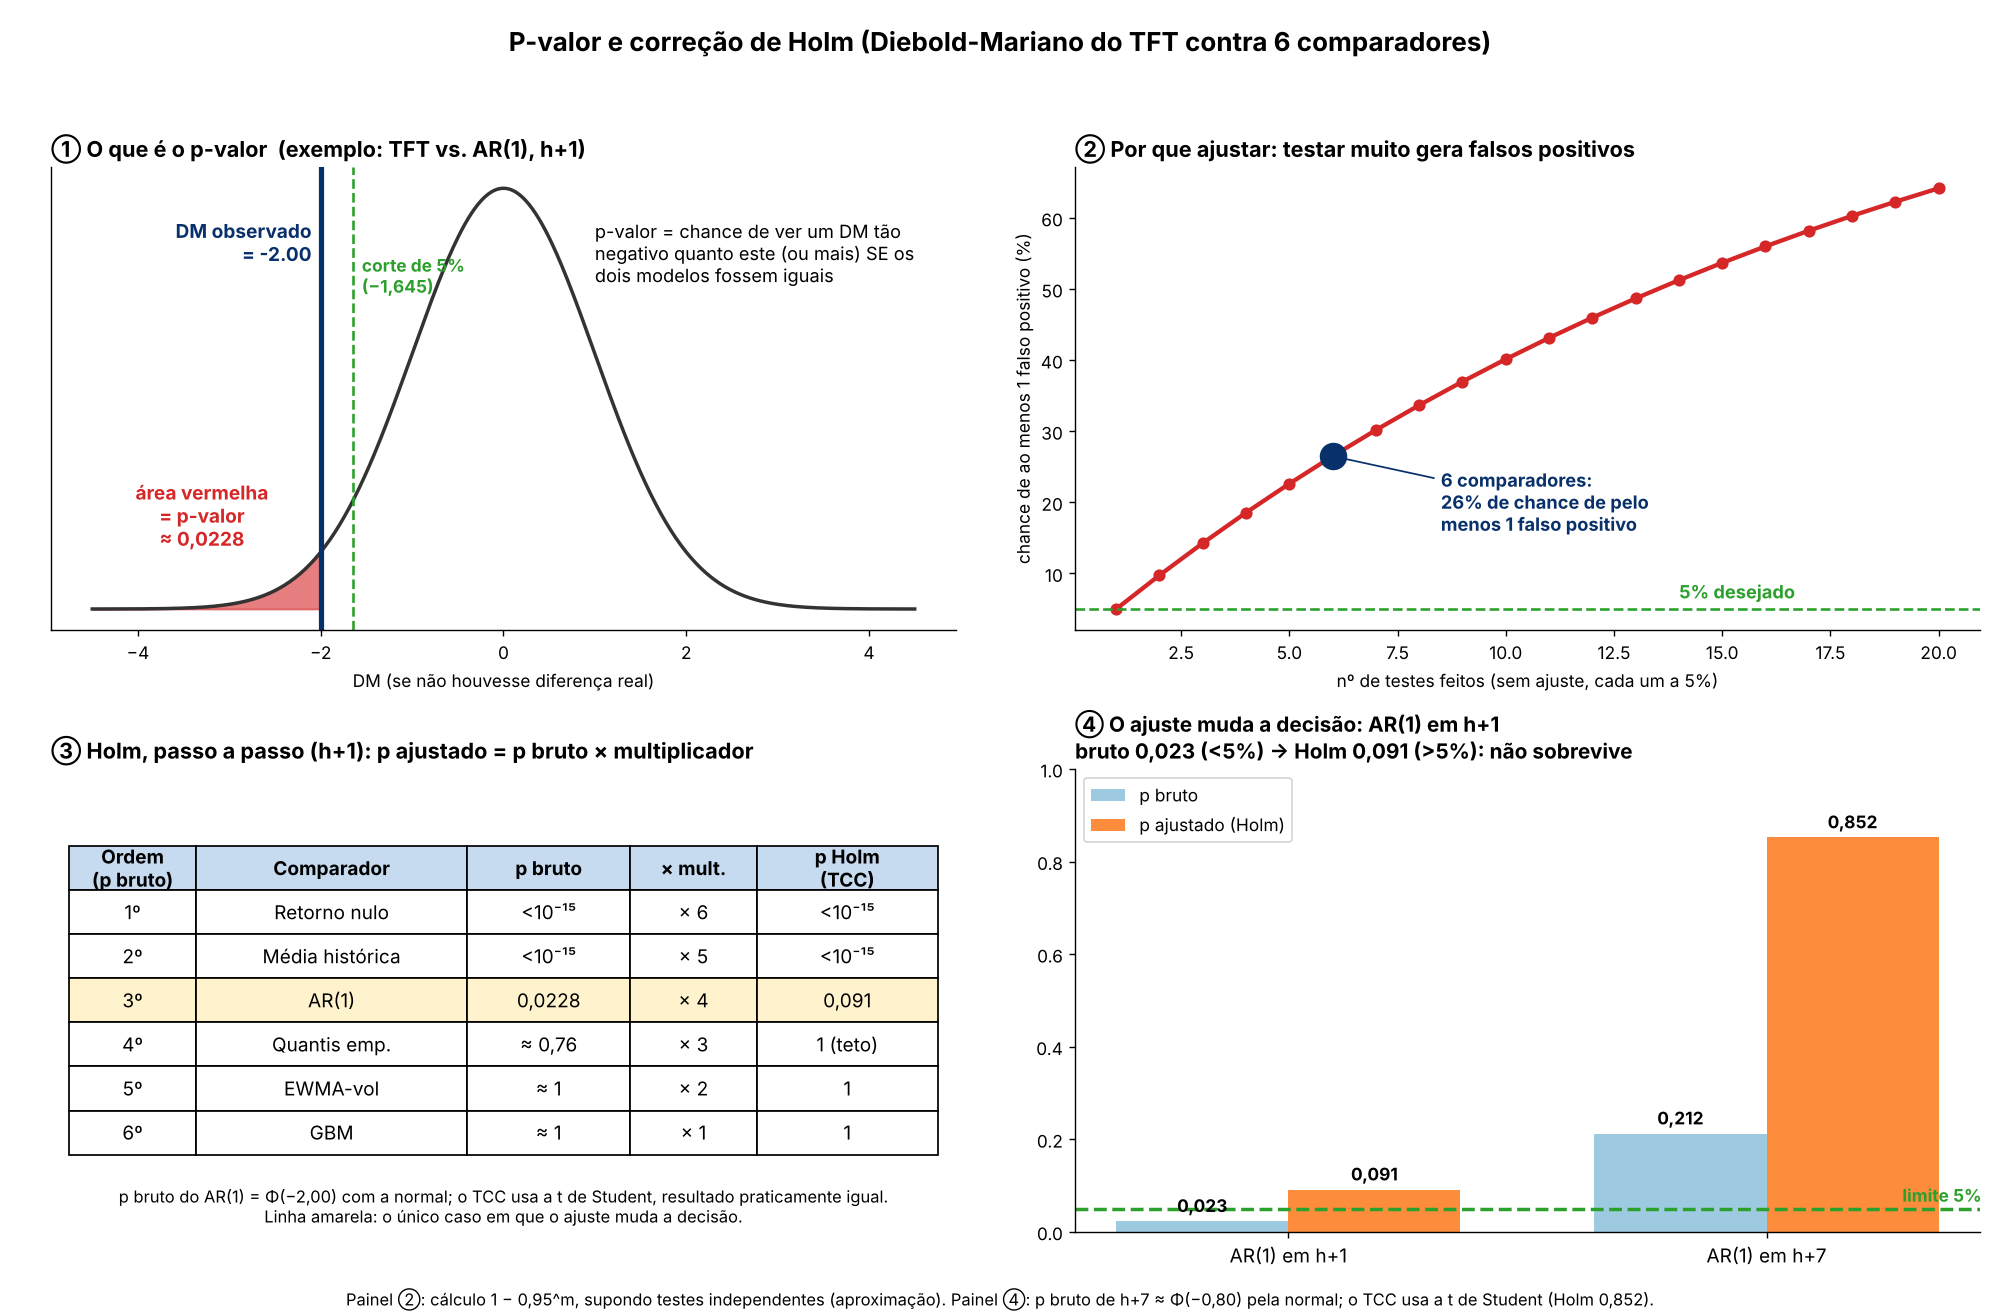 P-valor e correção de Holm (Diebold-Mariano do TFT contra 6 comparadores)
① O que é o p-valor  (exemplo: TFT vs. AR(1), h+1)
DM observado
= -2.00
corte de 5%
(−1,645)
p-valor = chance de ver um DM tão
negativo quanto este (ou mais) SE os
dois modelos fossem iguais
área vermelha
= p-valor
≈ 0,0228
−4 −2 0 2 4
DM (se não houvesse diferença real)
② Por que ajustar: testar muito gera falsos positivos
chance de ao menos 1 falso positivo (%)
60
50
40
30
20
10
6 comparadores:
26% de chance de pelo
menos 1 falso positivo
5% desejado
2.5 5.0 7.5 10.0 12.5 15.0 17.5 20.0
nº de testes feitos (sem ajuste, cada um a 5%)
③ Holm, passo a passo (h+1): p ajustado = p bruto × multiplicador
Ordem
(p bruto)
Comparador
p bruto
× mult.
p Holm
(TCC)
1º Retorno nulo <10⁻¹⁵ × 6 <10⁻¹⁵
2º Média histórica <10⁻¹⁵ × 5 <10⁻¹⁵
3º AR(1) 0,0228 × 4 0,091
4º Quantis emp. ≈ 0,76 × 3 1 (teto)
5º EWMA-vol ≈ 1 × 2 1
6º GBM ≈ 1 × 1 1
p bruto do AR(1) = Φ(−2,00) com a normal; o TCC usa a t de Student, resultado praticamente igual.
Linha amarela: o único caso em que o ajuste muda a decisão.
④ O ajuste muda a decisão: AR(1) em h+1
bruto 0,023 (<5%) → Holm 0,091 (>5%): não sobrevive
1.0
0.8
0.6
0.4
0.2
0.0
p bruto
p ajustado (Holm)
0,023
0,091
0,212
0,852
limite 5%
AR(1) em h+1
AR(1) em h+7
Painel ②: cálculo 1 − 0,95^m, supondo testes independentes (aproximação). Painel ④: p bruto de h+7 ≈ Φ(−0,80) pela normal; o TCC usa a t de Student (Holm 0,852).